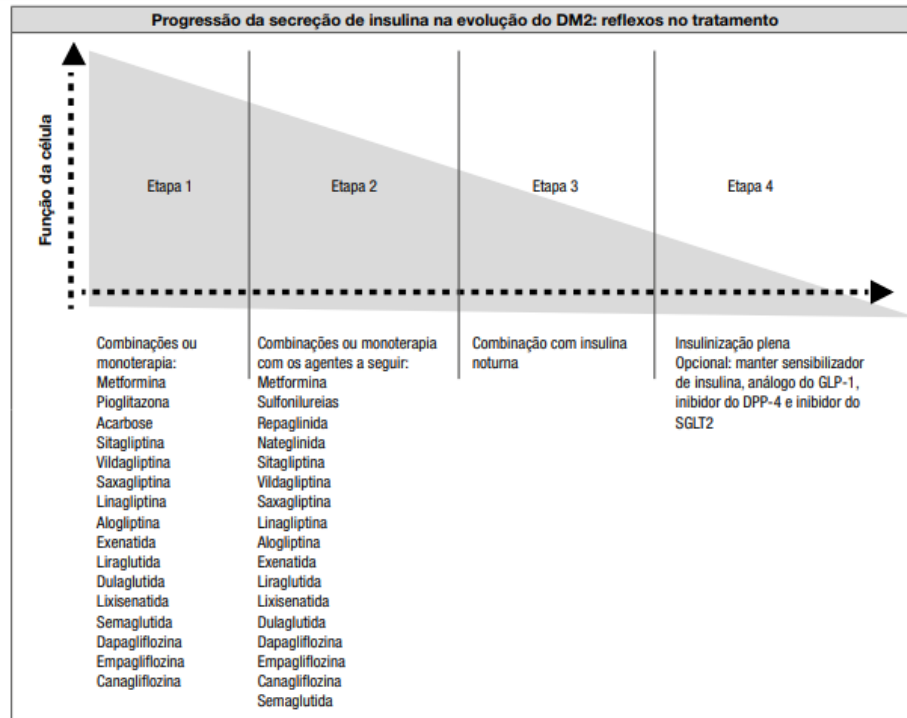 Progressão da secreção de insulina na evolução do DM2: reflexos no tratamento
Função da célula
Etapa 1
Etapa 2
Etapa 3
Etapa 4
Combinações ou
monoterapia:
Metformina
Pioglitazona
Acarbose
Sitagliptina
Vildagliptina
Saxagliptina
Linagliptina
Alogliptina
Exenatida
Liraglutida
Dulaglutida
Lixisenatida
Semaglutida
Dapagliflozina
Empagliflozina
Canagliflozina
Combinações ou monoterapia
com os agentes a seguir:
Metformina
Sulfonilureias
Repaglinida
Nateglinida
Sitagliptina
Vildagliptina
Saxagliptina
Linagliptina
Alogliptina
Exenatida
Liraglutida
Lixisenatida
Dulaglutida
Dapagliflozina
Empagliflozina
Canagliflozina
Semaglutida
Combinação com insulina
noturna
Insulinização plena
Opcional: manter sensibilizador
de insulina, análogo do GLP-1,
inibidor do DPP-4 e inibidor do
SGLT2